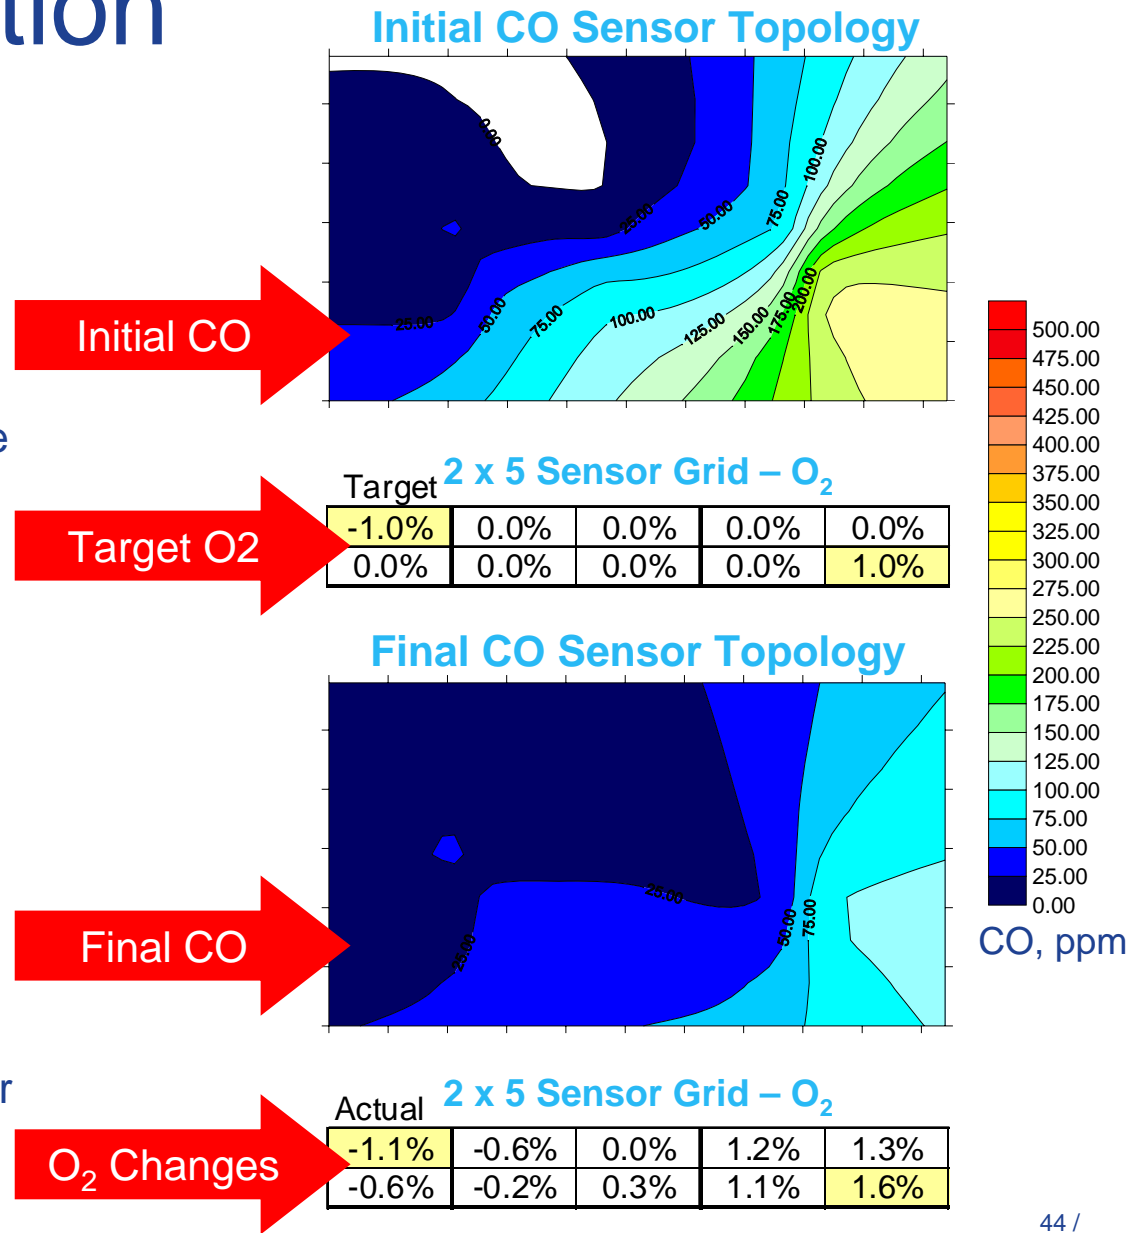 tion
Initial CO Sensor Topology
0.00
25.00
50.00
75.00
100.00
25.00
50.00
75.00
100.00
125.00
150.00
175.00
200.00
Initial CO
e
Target
2 x 5 Sensor Grid – O2
-1.0% 0.0% 0.0% 0.0% 0.0%
0.0% 0.0% 0.0% 0.0% 1.0%
Target O2
Final CO Sensor Topology
25.00
25.00
50.00
75.00
Final CO
500.00
475.00
450.00
425.00
400.00
375.00
350.00
325.00
300.00
275.00
250.00
225.00
200.00
175.00
150.00
125.00
100.00
75.00
50.00
25.00
0.00
CO, ppm
r
Actual
2 x 5 Sensor Grid – O2
-1.1% -0.6% 0.0% 1.2% 1.3%
-0.6% -0.2% 0.3% 1.1% 1.6%
O2 Changes
44 /